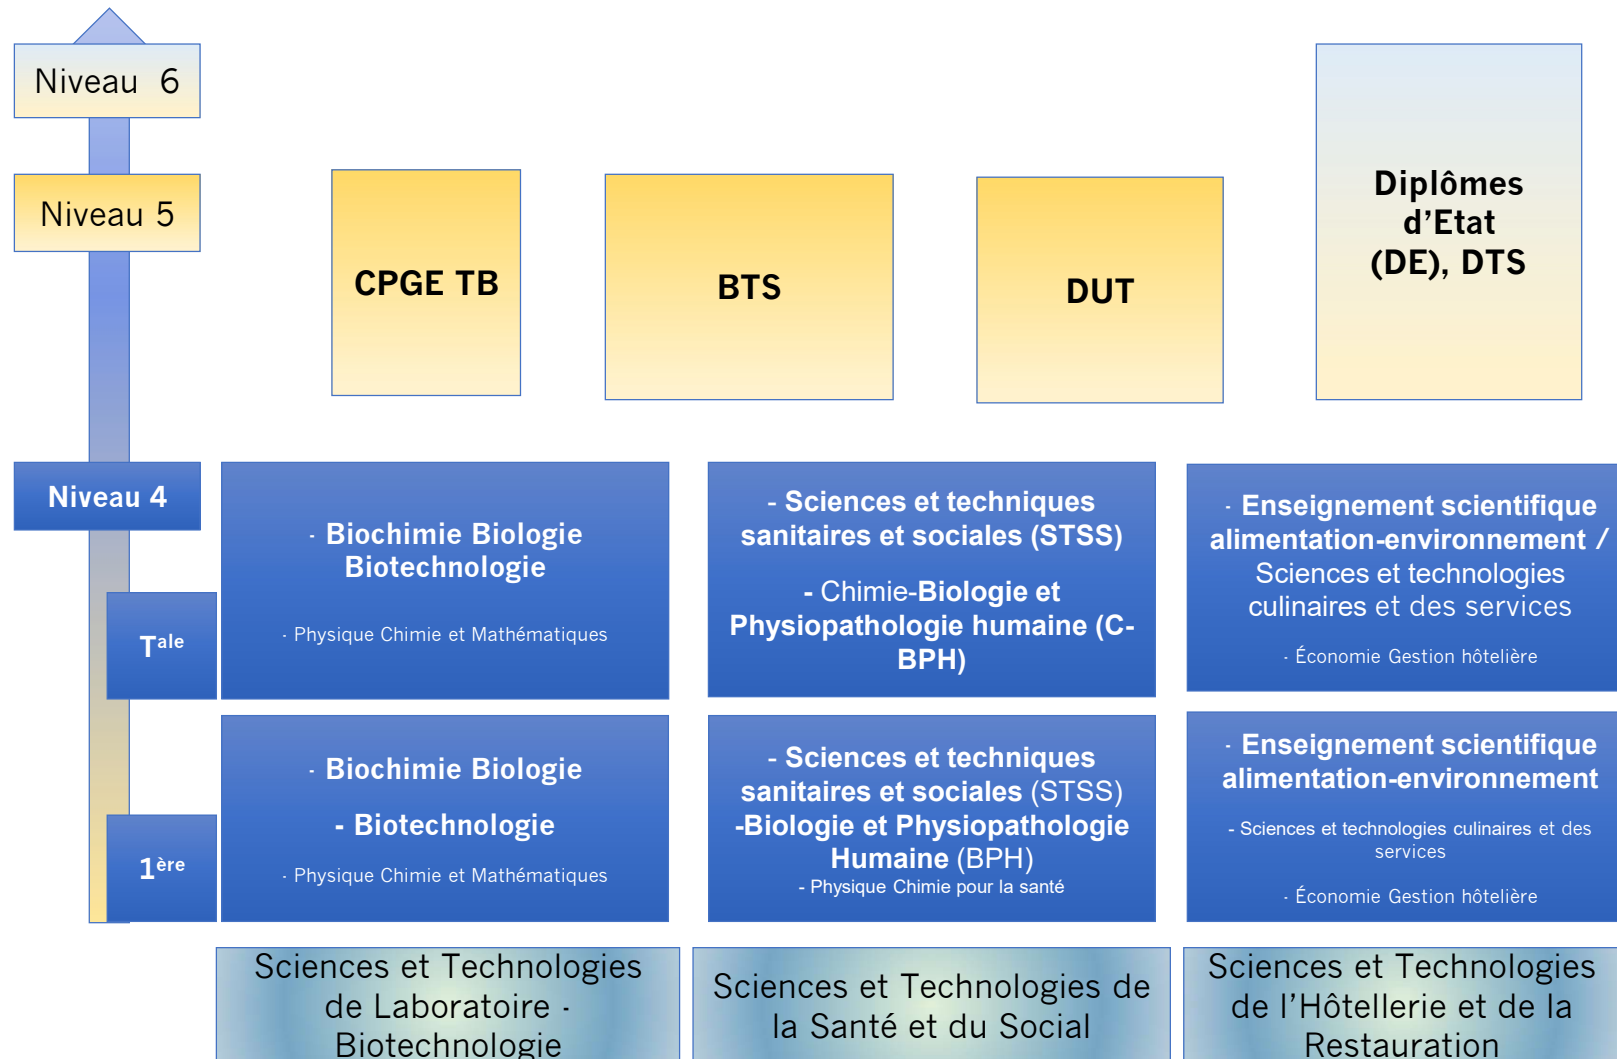 Niveau 6
Niveau 5
CPGE TB
BTS
DUT
Diplômes
d'Etat
(DE), DTS
Niveau 4
Tale
- Biochimie Biologie
Biotechnologie
- Physique Chimie et Mathématiques
- Sciences et techniques
sanitaires et sociales (STSS)
- Chimie-Biologie et
Physiopathologie humaine (C-
BPH)
- Enseignement scientifique
alimentation-environnement /
Sciences et technologies
culinaires et des services
- Économie Gestion hôtelière
1ère
- Biochimie Biologie
- Biotechnologie
- Physique Chimie et Mathématiques
- Sciences et techniques
sanitaires et sociales (STSS)
-Biologie et Physiopathologie
Humaine (BPH)
- Physique Chimie pour la santé
- Enseignement scientifique
alimentation-environnement
- Sciences et technologies culinaires et des
services
- Économie Gestion hôtelière
Sciences et Technologies
de Laboratoire -
Biotechnologie
Sciences et Technologies de
la Santé et du Social
Sciences et Technologies
de l'Hôtellerie et de la
Restauration